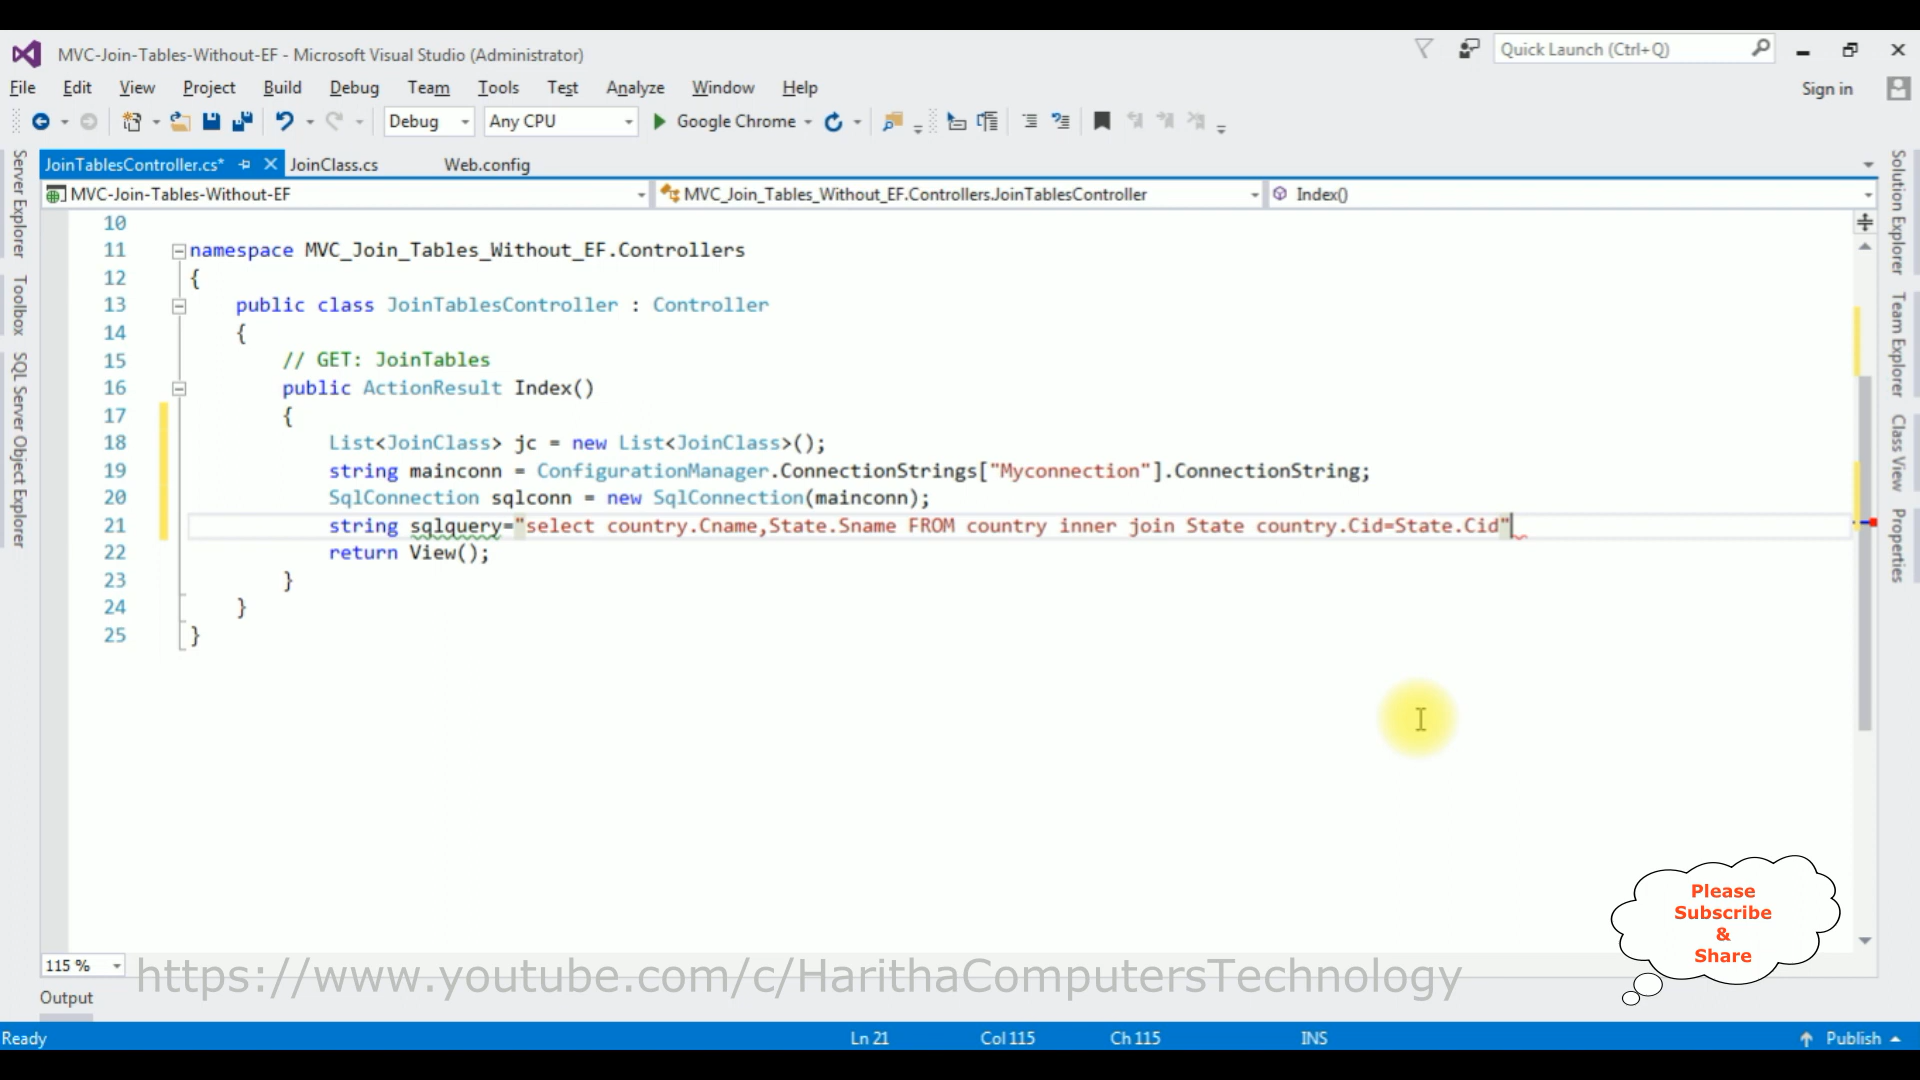 MVC-Join-Tables-Without-EF - Microsoft Visual Studio (Administrator)
Quick Launch (Ctrl+Q)
File Edit View Project Build Debug Team Tools Test Analyze Window Help
Sign in
Debug Any CPU Google Chrome
JoinTablesController.cs* JoinClass.cs Web.config
MVC-Join-Tables-Without-EF MVC_Join_Tables_Without_EF.Controllers.JoinTablesController Index()
Server Explorer
Toolbox
SQL Server Object Explorer
10
11 namespace MVC_Join_Tables_Without_EF.Controllers
12 {
13 public class JoinTablesController : Controller
14 {
15 // GET: JoinTables
16 public ActionResult Index()
17 {
18 List<JoinClass> jc = new List<JoinClass>();
19 string mainconn = ConfigurationManager.ConnectionStrings["Myconnection"].ConnectionString;
20 SqlConnection sqlconn = new SqlConnection(mainconn);
21 string sqlquery="select country.Cname,State.Sname FROM country inner join State country.Cid=State.Cid"
22 return View();
23 }
24 }
25 }
Solution Explorer
Team Explorer
Class View
Properties
Please
Subscribe
&
Share
115 %
https://www.youtube.com/c/HarithaComputersTechnology
Output
Ready Ln 21 Col 115 Ch 115 INS Publish